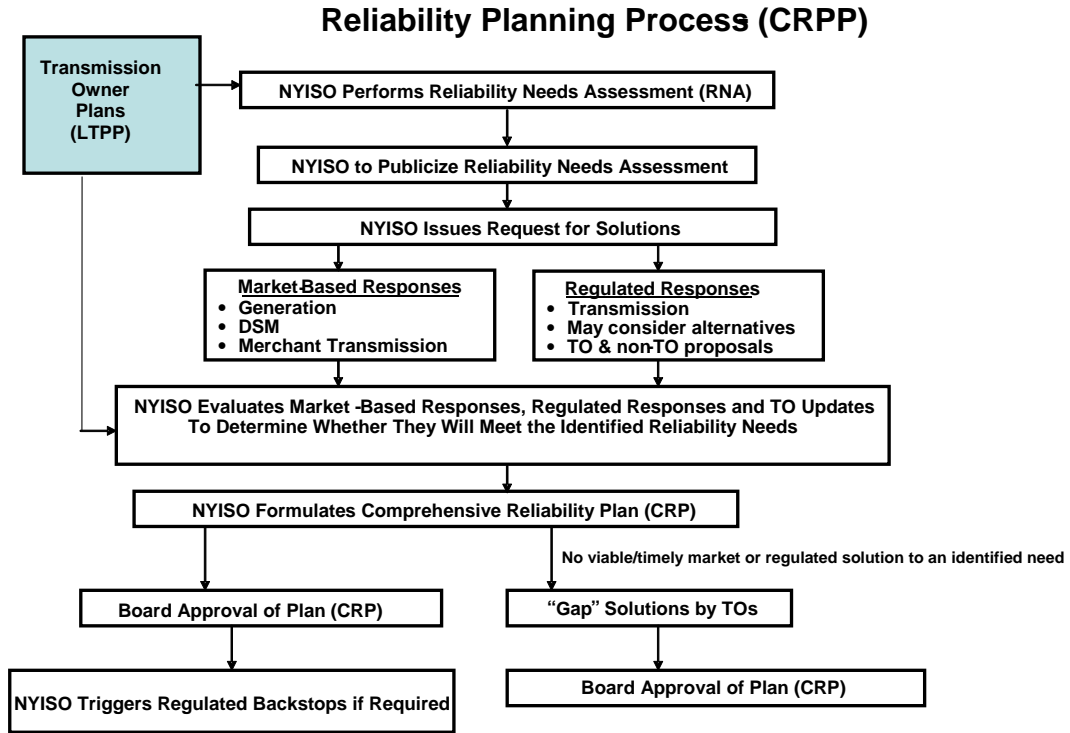 Reliability Planning Process (CRPP)
Transmission
Owner
Plans
(LTPP)
NYISO Performs Reliability Needs Assessment (RNA)
NYISO to Publicize Reliability Needs Assessment
NYISO Issues Request for Solutions
Market-Based Responses
• Generation
• DSM
• Merchant Transmission
Regulated Responses
• Transmission
• May consider alternatives
• TO & non-TO proposals
NYISO Evaluates Market -Based Responses, Regulated Responses and TO Updates
To Determine Whether They Will Meet the Identified Reliability Needs
NYISO Formulates Comprehensive Reliability Plan (CRP)
No viable/timely market or regulated solution to an identified need
Board Approval of Plan (CRP)
“Gap” Solutions by TOs
NYISO Triggers Regulated Backstops if Required
Board Approval of Plan (CRP)